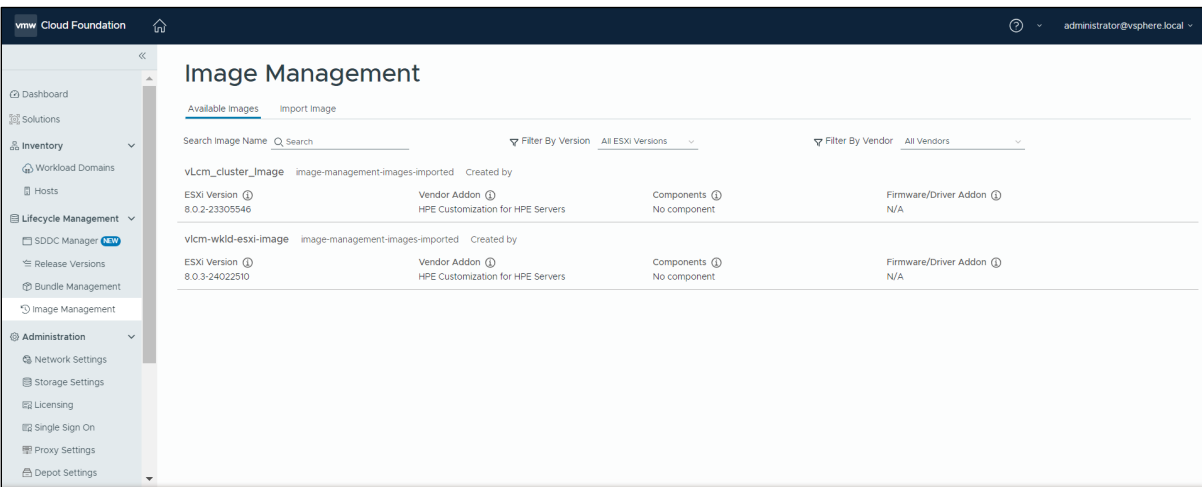 vmw Cloud Foundation
administrator@vsphere.local
Dashboard
Solutions
Inventory
Workload Domains
Hosts
Lifecycle Management
SDDC Manager NEW
Release Versions
Bundle Management
Image Management
Administration
Network Settings
Storage Settings
Licensing
Single Sign On
Proxy Settings
Depot Settings
Image Management
Available Images Import Image
Search Image Name Search Filter By Version All ESXi Versions Filter By Vendor All Vendors
vLcm_cluster_Image image-management-images-imported Created by
ESXi Version Vendor Addon Components Firmware/Driver Addon
8.0.2-23305546 HPE Customization for HPE Servers No component N/A
vlcm-wkld-esxi-image image-management-images-imported Created by
ESXi Version Vendor Addon Components Firmware/Driver Addon
8.0.3-24022510 HPE Customization for HPE Servers No component N/A